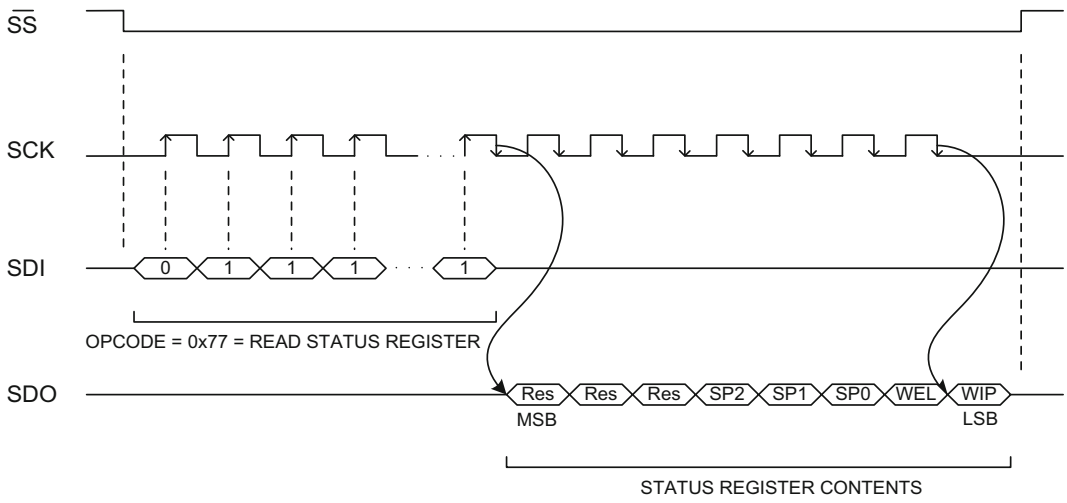 SS
SCK
SDI 0 1 1 1 · · · 1
OPCODE = 0x77 = READ STATUS REGISTER
SDO Res Res Res SP2 SP1 SP0 WEL WIP
MSB LSB
STATUS REGISTER CONTENTS